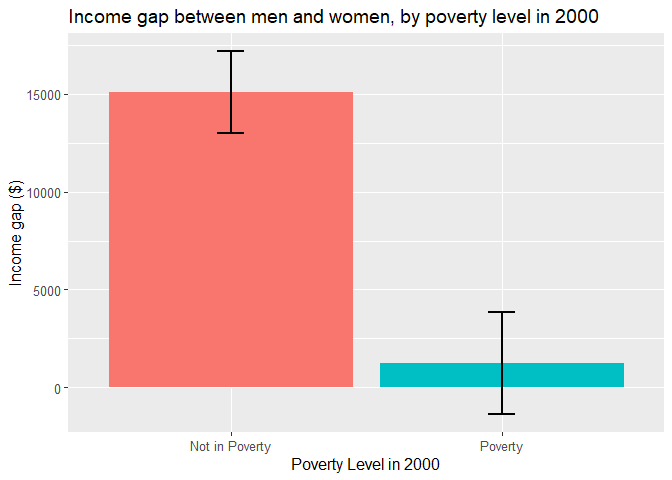 Income gap between men and women, by poverty level in 2000
Income gap ($)
15000
10000
5000
0
Not in Poverty
Poverty
Poverty Level in 2000